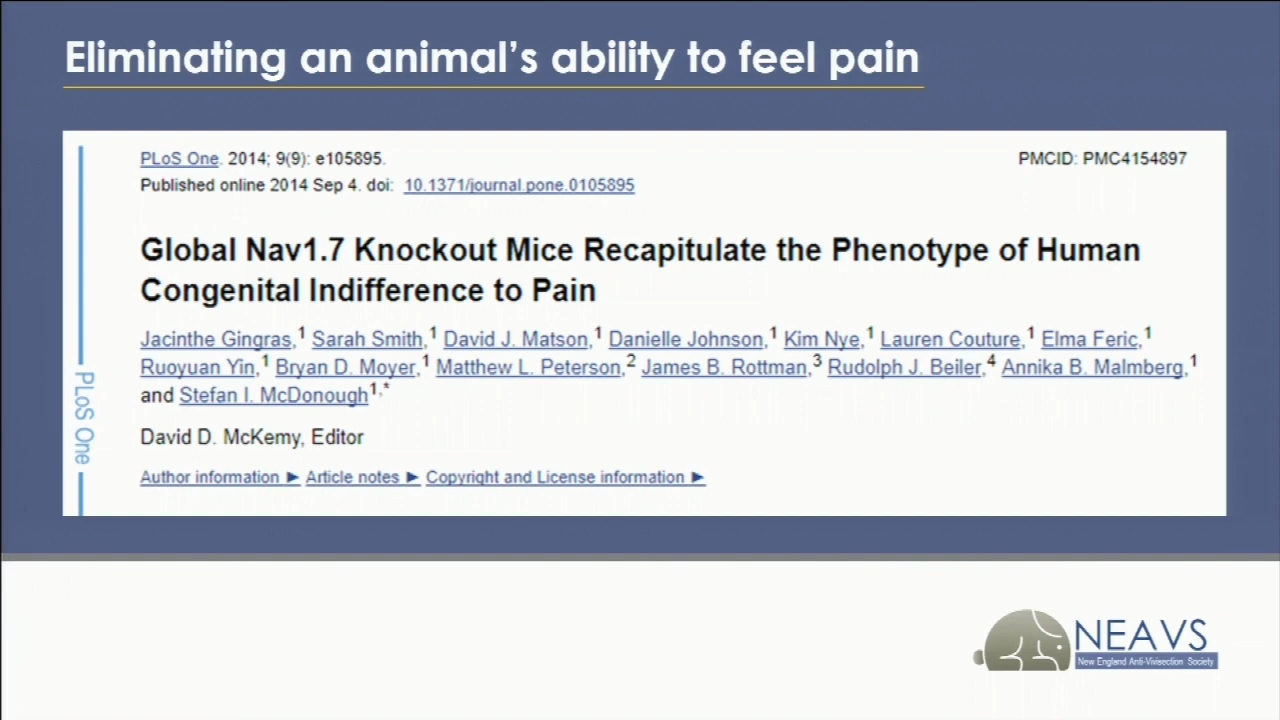 Eliminating an animal's ability to feel pain
PLoS One. 2014; 9(9): e105895.
PMCID: PMC4154897
Published online 2014 Sep 4. doi: 10.1371/journal.pone.0105895
Global Nav1.7 Knockout Mice Recapitulate the Phenotype of Human
Congenital Indifference to Pain
Jacinthe Gingras,1 Sarah Smith,1 David J. Matson,1 Danielle Johnson,1 Kim Nye,1 Lauren Couture,1 Elma Feric,1
Ruoyuan Yin,1 Bryan D. Moyer,1 Matthew L. Peterson,2 James B. Rottman,3 Rudolph J. Beiler,4 Annika B. Malmberg,1
and Stefan I. McDonough1,*
David D. McKemy, Editor
Author information ► Article notes ► Copyright and License information ►
PLoS One
NEAVS
New England Anti-Vivisection Society